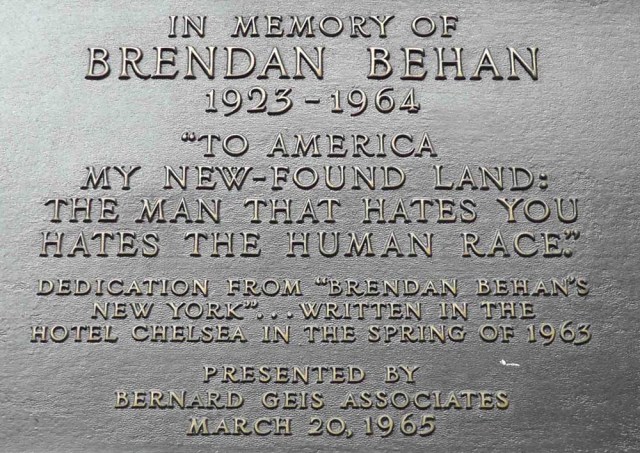 IN MEMORY OF
BRENDAN BEHAN
1923-1964
"TO AMERICA
MY NEW-FOUND LAND:
THE MAN THAT HATES YOU
HATES THE HUMAN RACE."
DEDICATION FROM "BRENDAN BEHAN'S
NEW YORK"... WRITTEN IN THE
HOTEL CHELSEA IN THE SPRING OF 1963
PRESENTED BY
BERNARD GEIS ASSOCIATES
MARCH 20, 1965